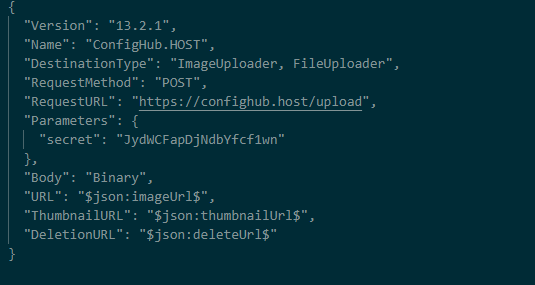 {
"Version": "13.2.1",
"Name": "ConfigHub.HOST",
"DestinationType": "ImageUploader, FileUploader",
"RequestMethod": "POST",
"RequestURL": "https://confighub.host/upload",
"Parameters": {
"secret": "JydWCFapDjNdbYfcf1wn"
},
"Body": "Binary",
"URL": "$json:imageUrl$",
"ThumbnailURL": "$json:thumbnailUrl$",
"DeletionURL": "$json:deleteUrl$"
}